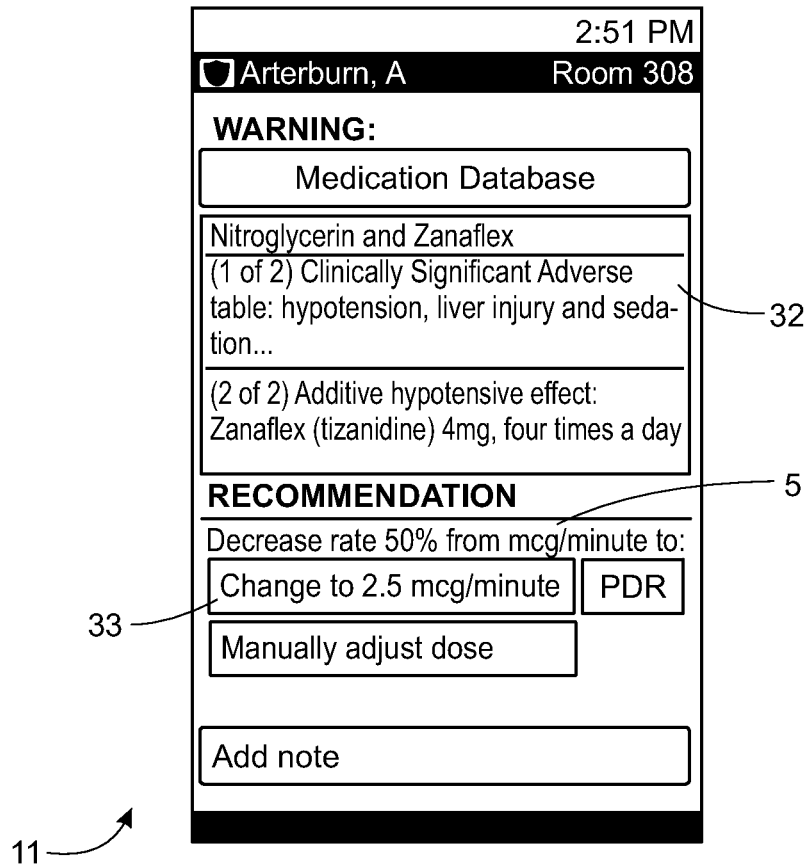 2:51 PM
Arterburn, A Room 308
WARNING:
Medication Database
Nitroglycerin and Zanaflex
(1 of 2) Clinically Significant Adverse
table: hypotension, liver injury and seda-
tion...
32
(2 of 2) Additive hypotensive effect:
Zanaflex (tizanidine) 4mg, four times a day
RECOMMENDATION
5
Decrease rate 50% from mcg/minute to:
Change to 2.5 mcg/minute PDR
33
Manually adjust dose
Add note
11